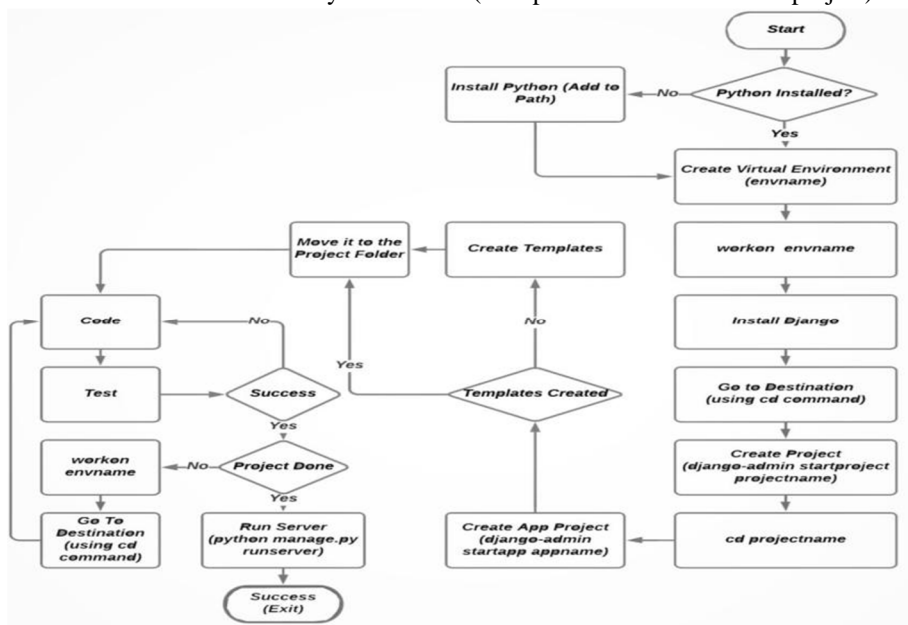 Start
Python Installed?
No
Install Python (Add to
Path)
Yes
Create Virtual Environment
(envname)
workon envname
Install Django
Go to Destination
(using cd command)
Create Project
(django-admin startproject
projectname)
cd projectname
Create App Project
(django-admin
startapp appname)
Templates Created
No
Create Templates
Yes
Move it to the
Project Folder
Code
Test
Success
No
Yes
Project Done
No
workon
envname
Go To
Destination
(using cd
command)
Yes
Run Server
(python manage.py
runserver)
Success
(Exit)